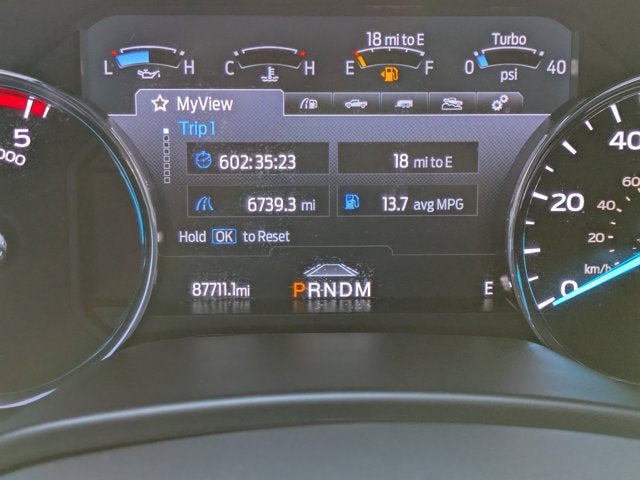 18 mi to E
Turbo
L H C H E F 0 40
psi
MyView
Trip 1
602:35:23
18 mi to E
6739.3 mi
13.7 avg MPG
Hold OK to Reset
87711.1mi
PRNDM
E
5
000
40
60
20
40
20
km/h
0